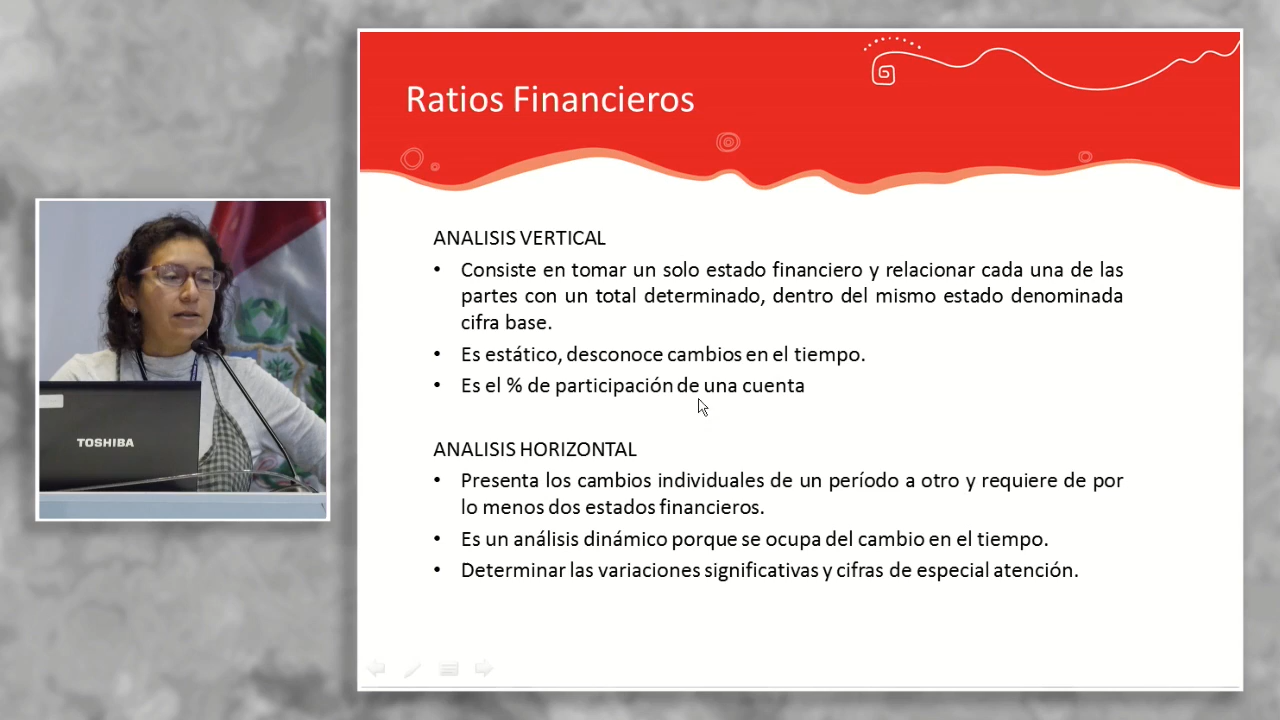 Ratios Financieros
ANALISIS VERTICAL
• Consiste en tomar un solo estado financiero y relacionar cada una de las
partes con un total determinado, dentro del mismo estado denominada
cifra base.
• Es estático, desconoce cambios en el tiempo.
• Es el % de participación de una cuenta
TOSHIBA
ANALISIS HORIZONTAL
• Presenta los cambios individuales de un período a otro y requiere de por
lo menos dos estados financieros.
• Es un análisis dinámico porque se ocupa del cambio en el tiempo.
• Determinar las variaciones significativas y cifras de especial atención.